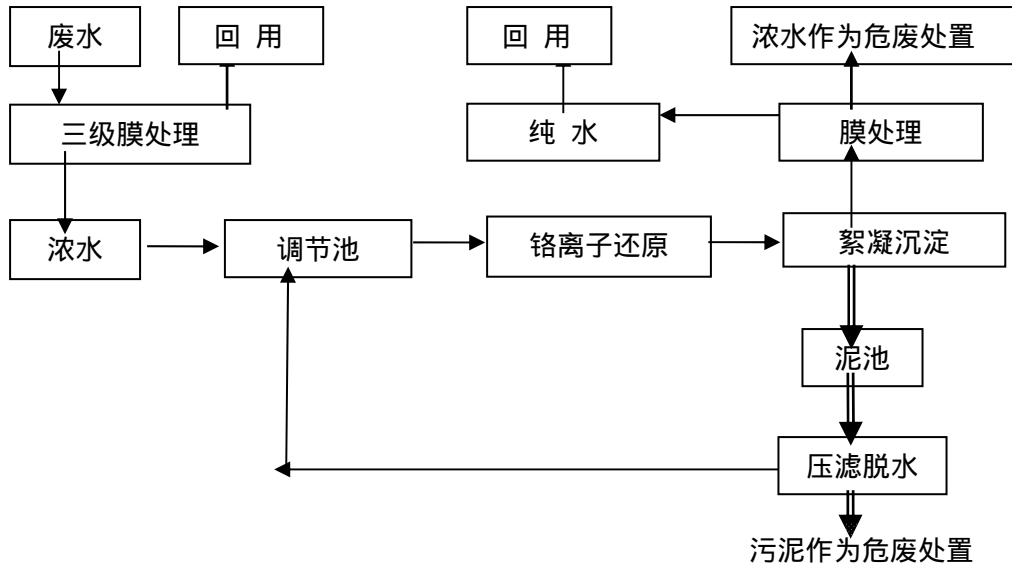 废水
回 用
回 用
浓水作为危废处置
三级膜处理
纯 水
膜处理
浓水
调节池
铬离子还原
絮凝沉淀
泥池
压滤脱水
污泥作为危废处置